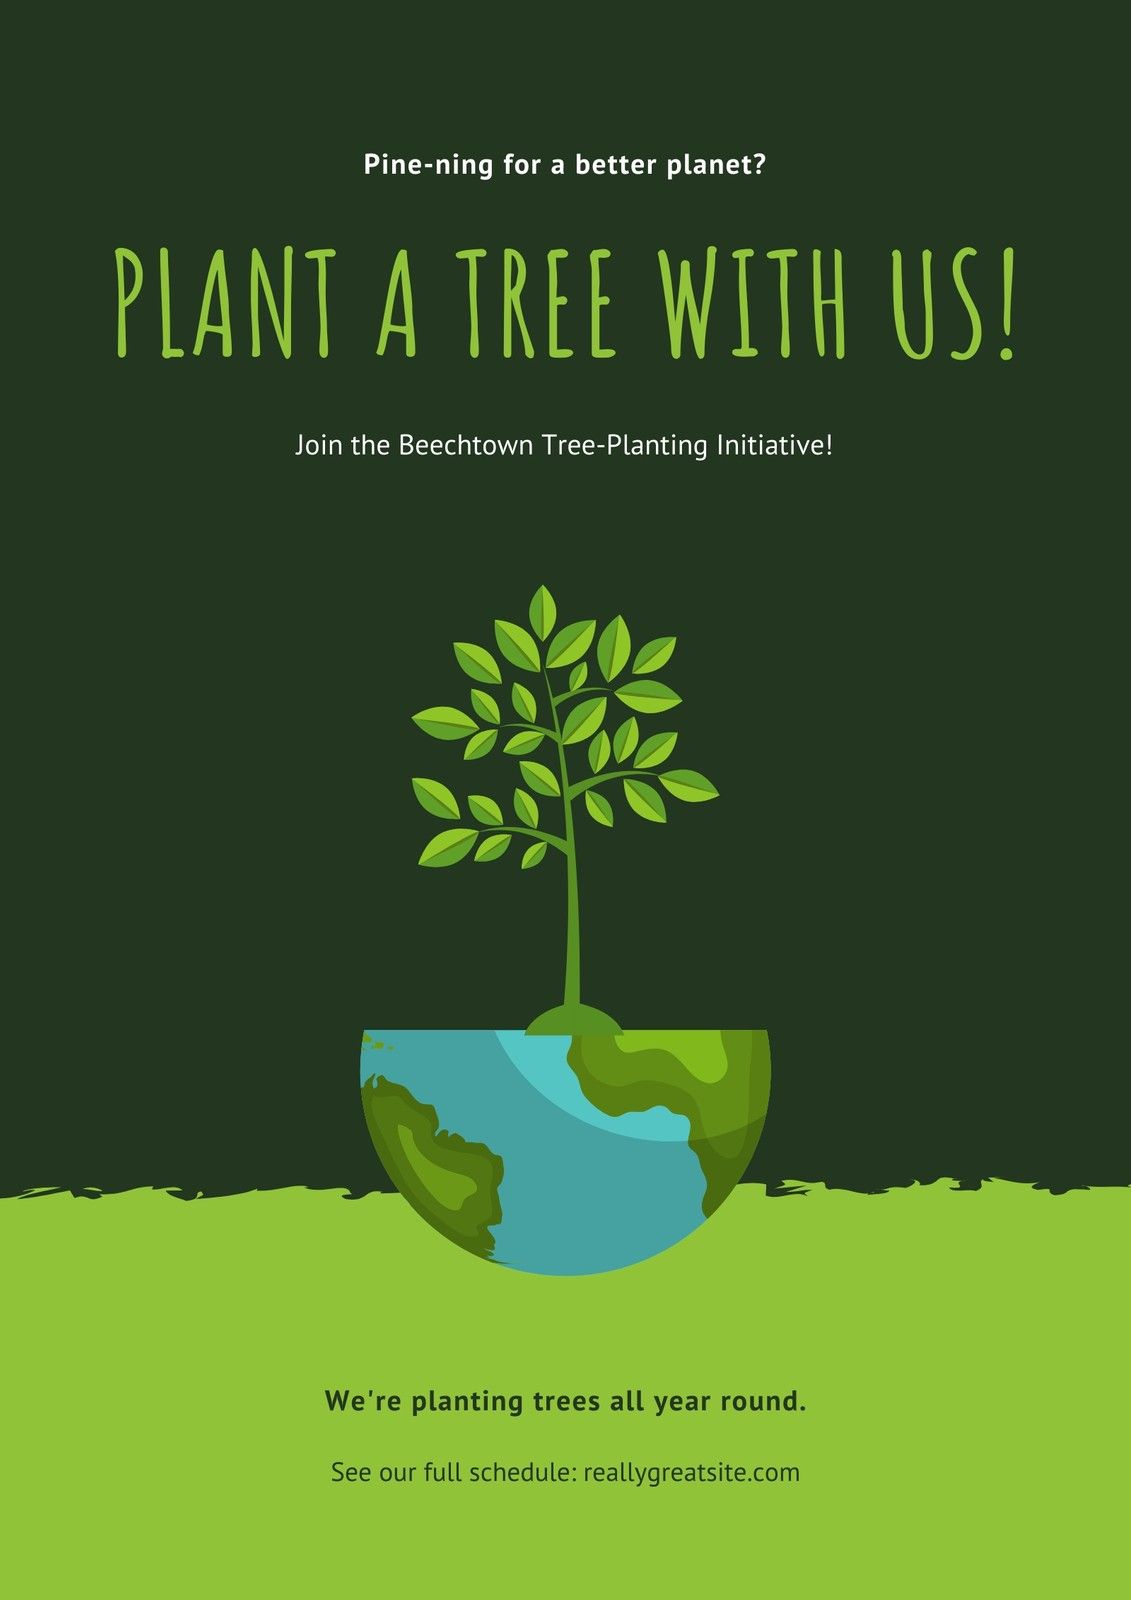 Pine-ning for a better planet?
PLANT A TREE WITH US!
Join the Beechtown Tree-Planting Initiative!
We're planting trees all year round.
See our full schedule: reallygreatsite.com